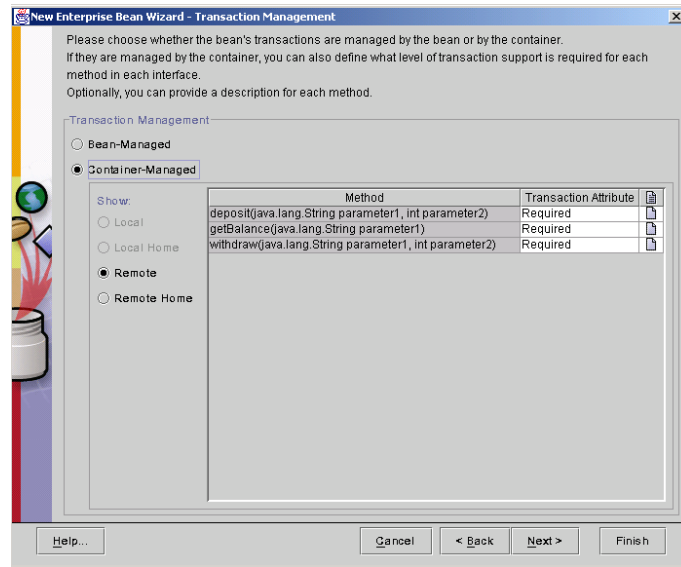 New Enterprise Bean Wizard - Transaction Management
Please choose whether the bean's transactions are managed by the bean or by the container.
If they are managed by the container, you can also define what level of transaction support is required for each
method in each interface.
Optionally, you can provide a description for each method.
Transaction Management
Bean-Managed
Container-Managed
Show:
Local
Local Home
Remote
Remote Home
Method Transaction Attribute
deposit(java.lang.String parameter1, int parameter2) Required
getBalance(java.lang.String parameter1) Required
withdraw(java.lang.String parameter1, int parameter2) Required
Help... Cancel < Back Next > Finish